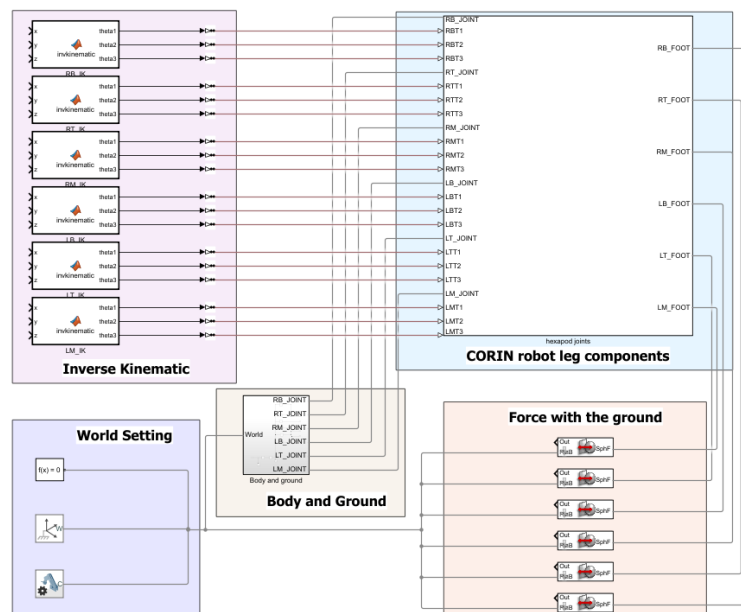 x
y
z
invkinematic
theta1
theta2
theta3
RB_IK
x
y
z
invkinematic
theta1
theta2
theta3
RT_IK
x
y
z
invkinematic
theta1
theta2
theta3
RM_IK
x
y
z
invkinematic
theta1
theta2
theta3
LB_IK
x
y
z
invkinematic
theta1
theta2
theta3
LT_IK
x
y
z
invkinematic
theta1
theta2
theta3
LM_IK
Inverse Kinematic
RB_JOINT
RBT1
RBT2
RBT3
RT_JOINT
RTT1
RTT2
RTT3
RM_JOINT
RMT1
RMT2
RMT3
LB_JOINT
LBT1
LBT2
LBT3
LT_JOINT
LTT1
LTT2
LTT3
LM_JOINT
LMT1
LMT2
LMT3
RB_FOOT
RT_FOOT
RM_FOOT
LB_FOOT
LT_FOOT
LM_FOOT
hexapod joints
CORIN robot leg components
World Setting
f(x) = 0
W
C
World
RB_JOINT
RT_JOINT
RM_JOINT
LB_JOINT
LT_JOINT
LM_JOINT
Body and ground
Body and Ground
Force with the ground
Out
SphF
Out
SphF
Out
SphF
Out
SphF
Out
SphF
Out
SphF